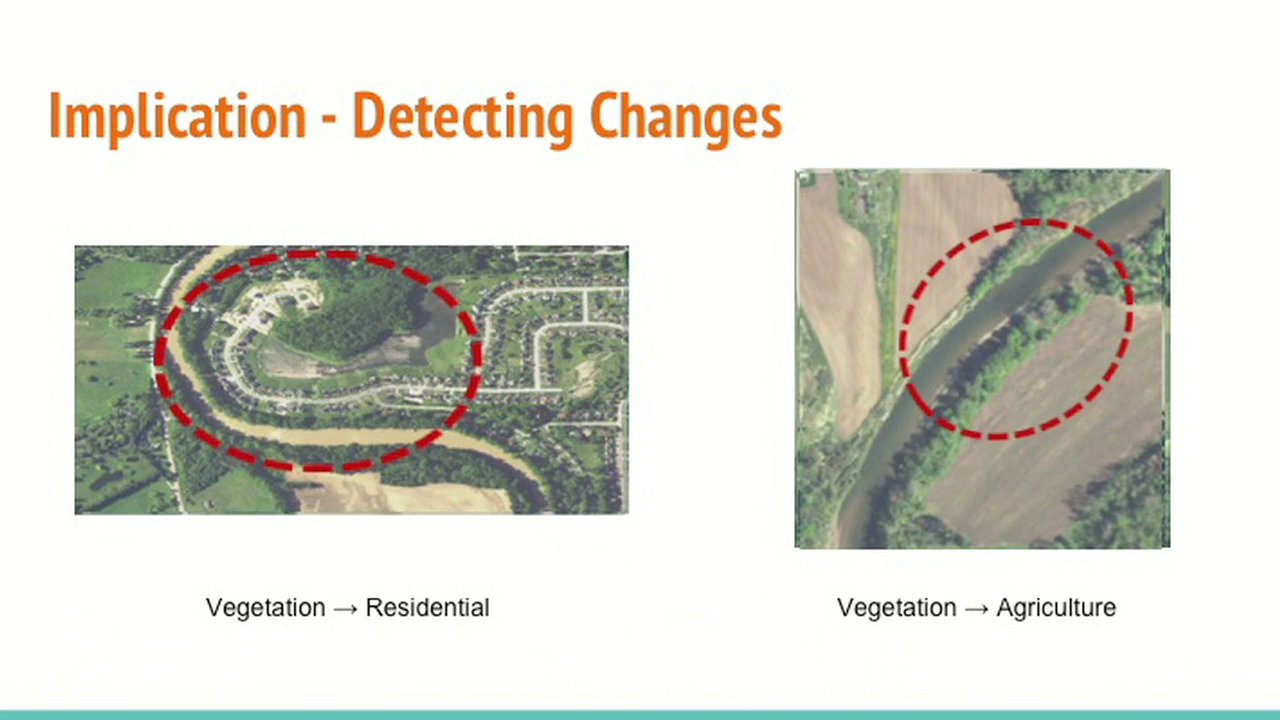 Implication - Detecting Changes
Vegetation → Residential
Vegetation → Agriculture